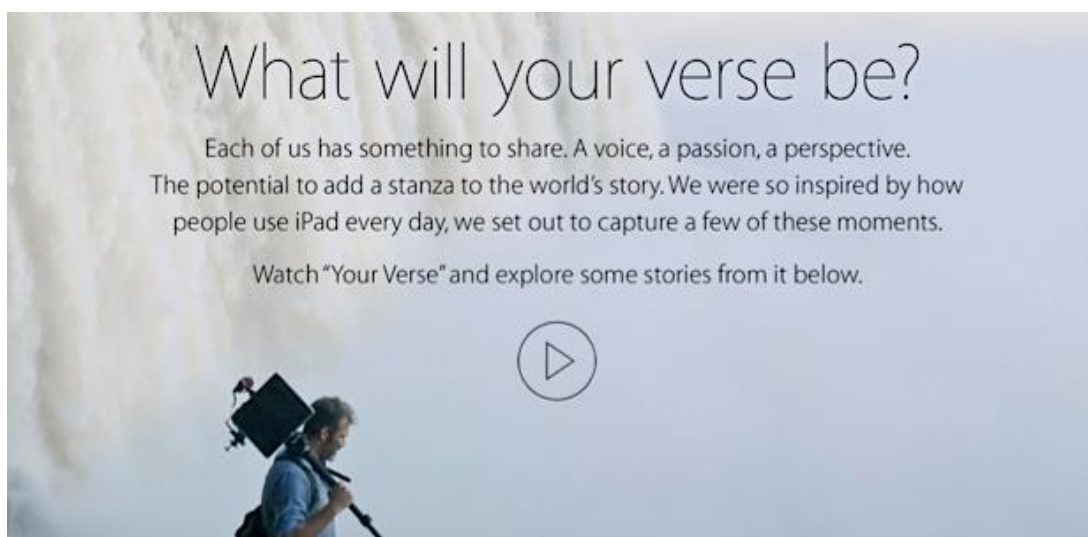 What will your verse be?
Each of us has something to share. A voice, a passion, a perspective.
The potential to add a stanza to the world's story. We were so inspired by how
people use iPad every day, we set out to capture a few of these moments.
Watch “Your Verse” and explore some stories from it below.